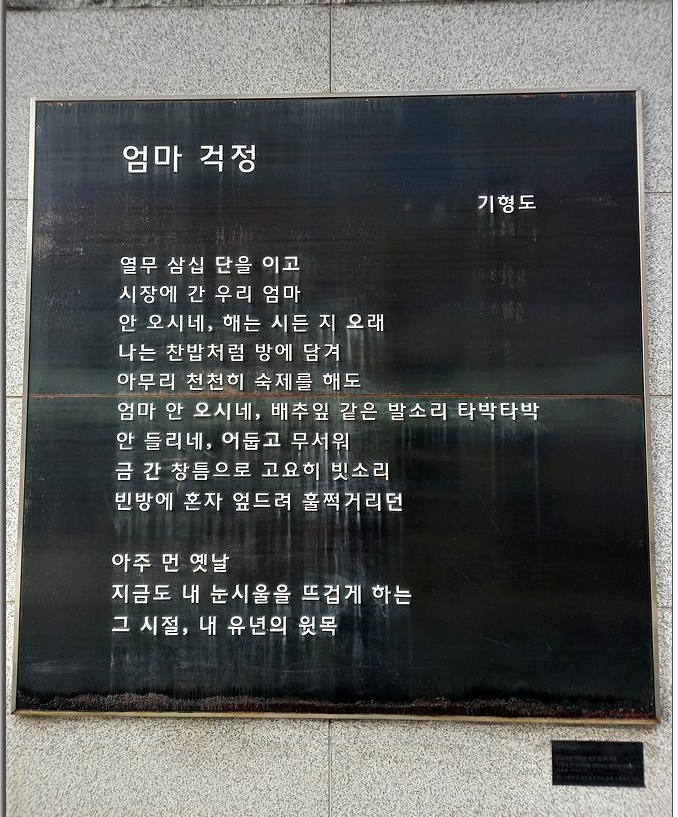 엄마 걱정
기형도
열무 삼십 단을 이고
시장에 간 우리 엄마
안 오시네, 해는 시든 지 오래
나는 찬밥처럼 방에 담겨
아무리 천천히 숙제를 해도
엄마 안 오시네, 배추잎 같은 발소리 타박타박
안 들리네, 어둡고 무서워
금 간 창틈으로 고요히 빗소리
빈방에 혼자 엎드려 훌쩍거리던
아주 먼 옛날
지금도 내 눈시울을 뜨겁게 하는
그 시절, 내 유년의 윗목